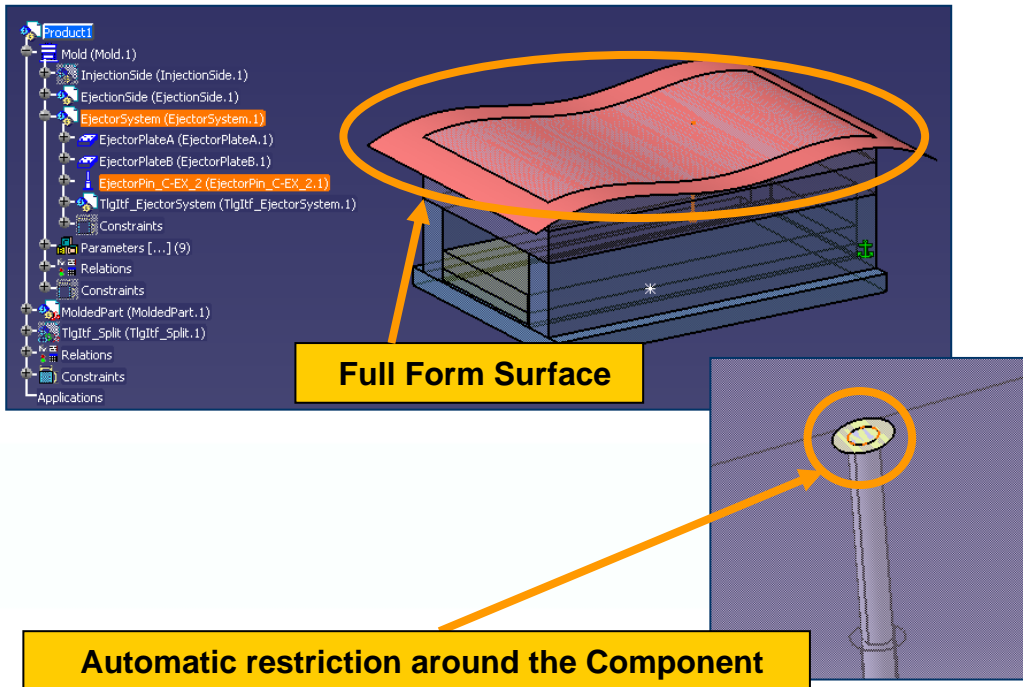 Product1
Mold (Mold.1)
InjectionSide (InjectionSide.1)
EjectionSide (EjectionSide.1)
EjectorSystem (EjectorSystem.1)
EjectorPlateA (EjectorPlateA.1)
EjectorPlateB (EjectorPlateB.1)
EjectorPin_C-EX_2 (EjectorPin_C-EX_2.1)
TlgItf_EjectorSystem (TlgItf_EjectorSystem.1)
Constraints
Parameters [...] (9)
Relations
Constraints
MoldedPart (MoldedPart.1)
TlgItf_Split (TlgItf_Split.1)
Relations
Constraints
Applications
Full Form Surface
Automatic restriction around the Component